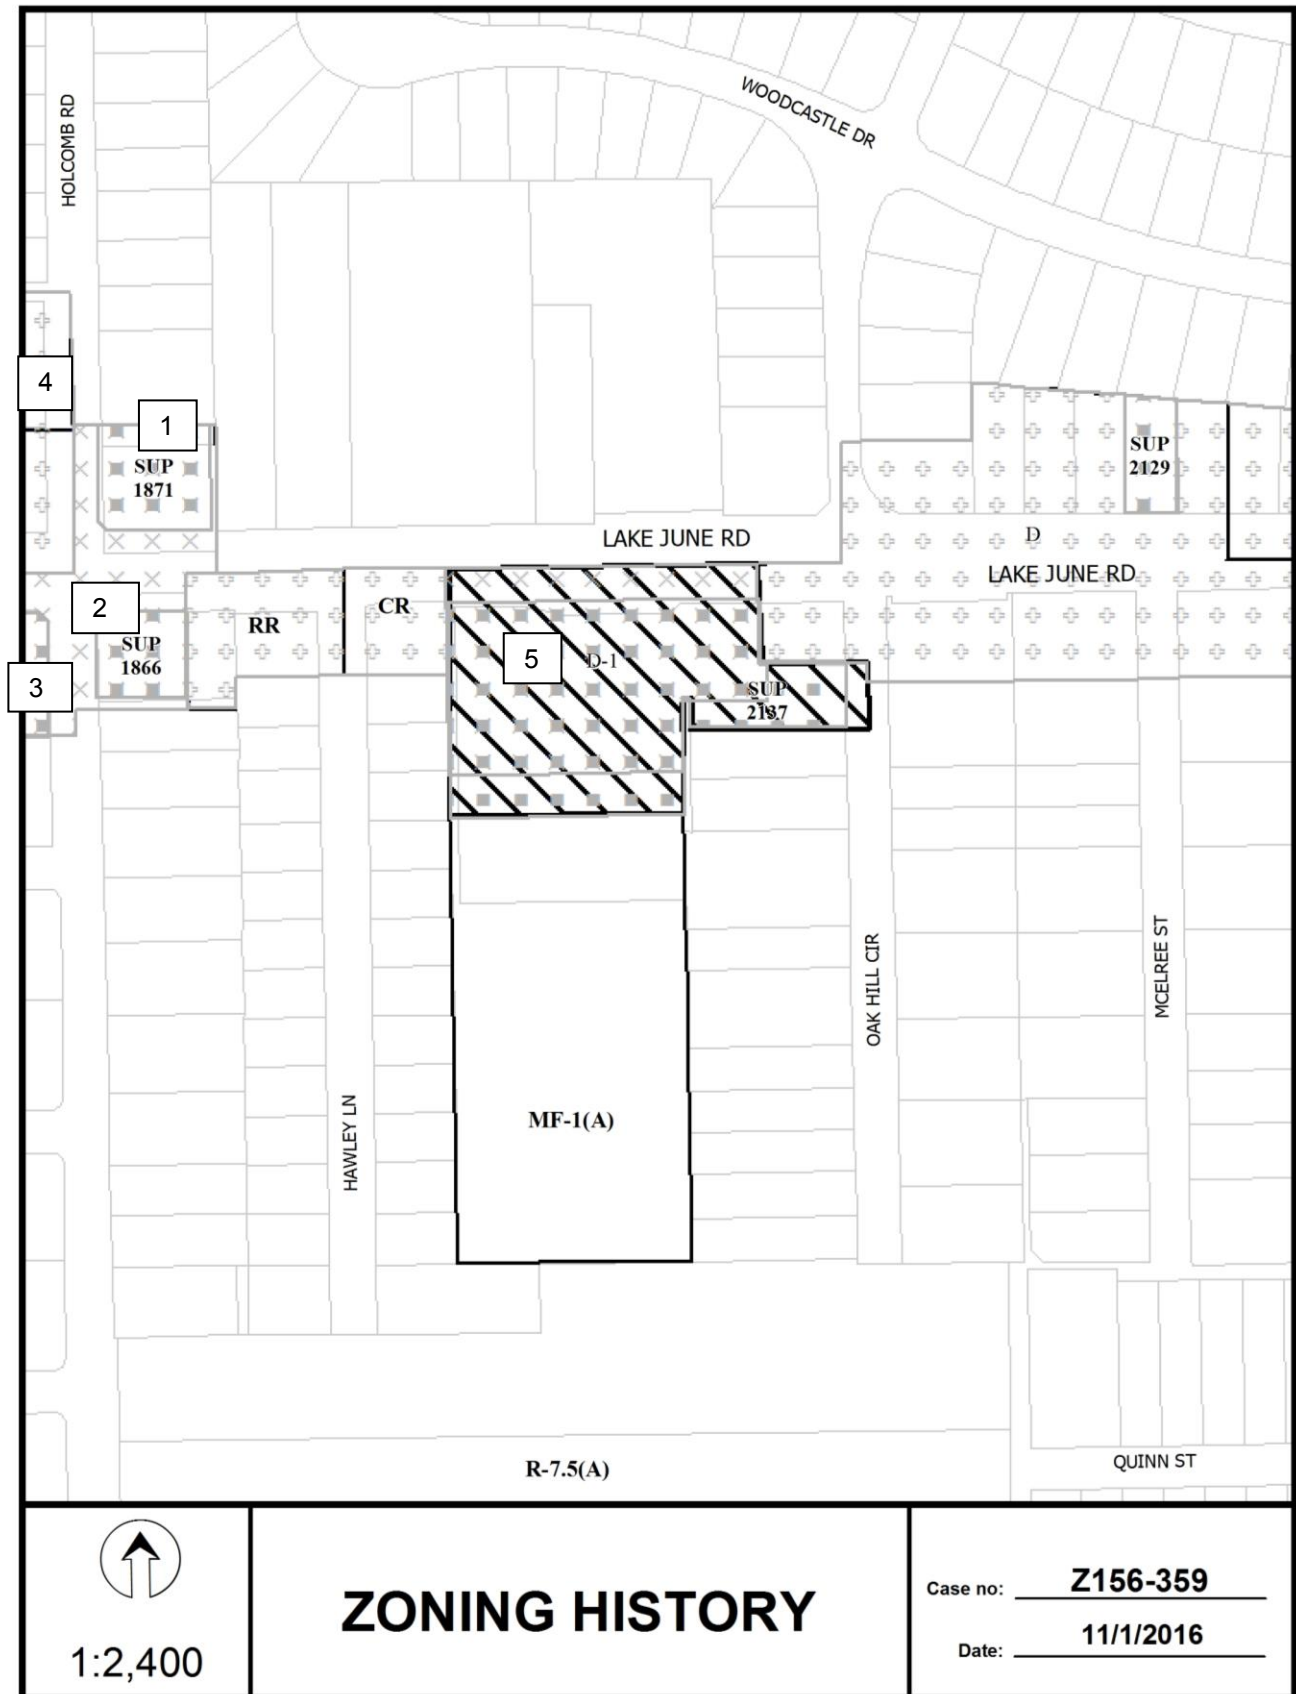 WOODCASTLE DR
HOLCOMB RD
4
1
SUP
1871
SUP
2129
LAKE JUNE RD
D
LAKE JUNE RD
2
RR
CR
SUP
1866
5
D-1
3
SUP
2137
OAK HILL CIR
MCELREE ST
HAWLEY LN
MF-1(A)
R-7.5(A)
QUINN ST
1:2,400
ZONING HISTORY
Case no: Z156-359
Date: 11/1/2016